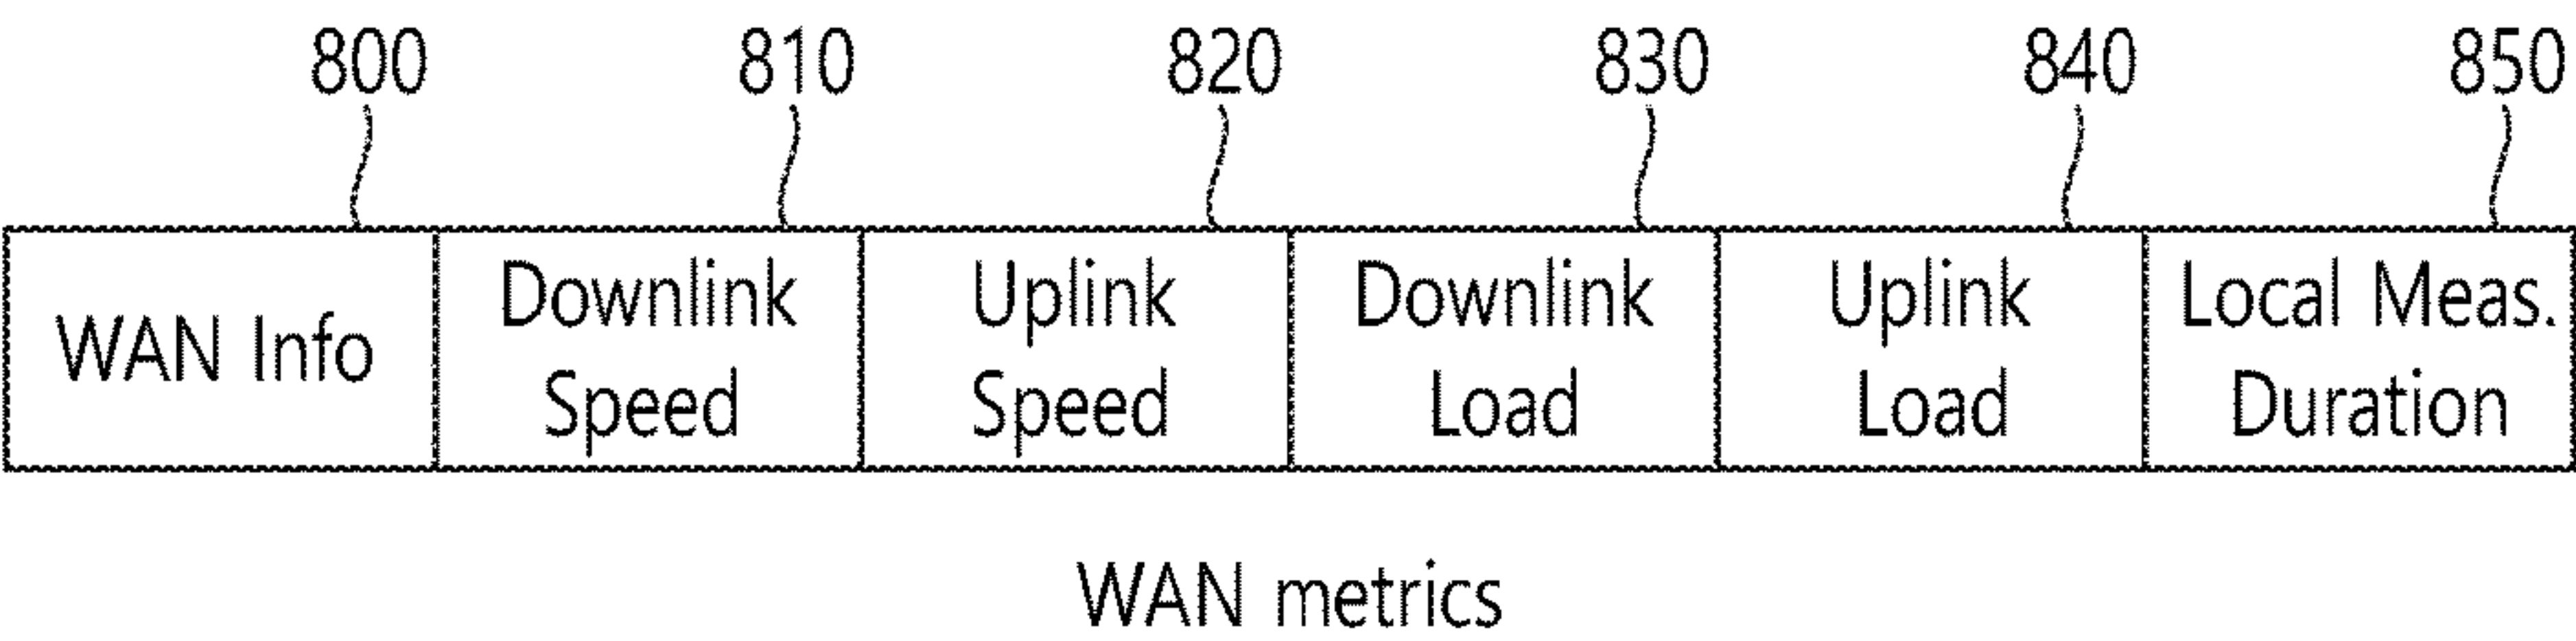 800 810 820 830 840 850
WAN Info
Downlink
Speed
Uplink
Speed
Downlink
Load
Uplink
Load
Local Meas.
Duration
WAN metrics